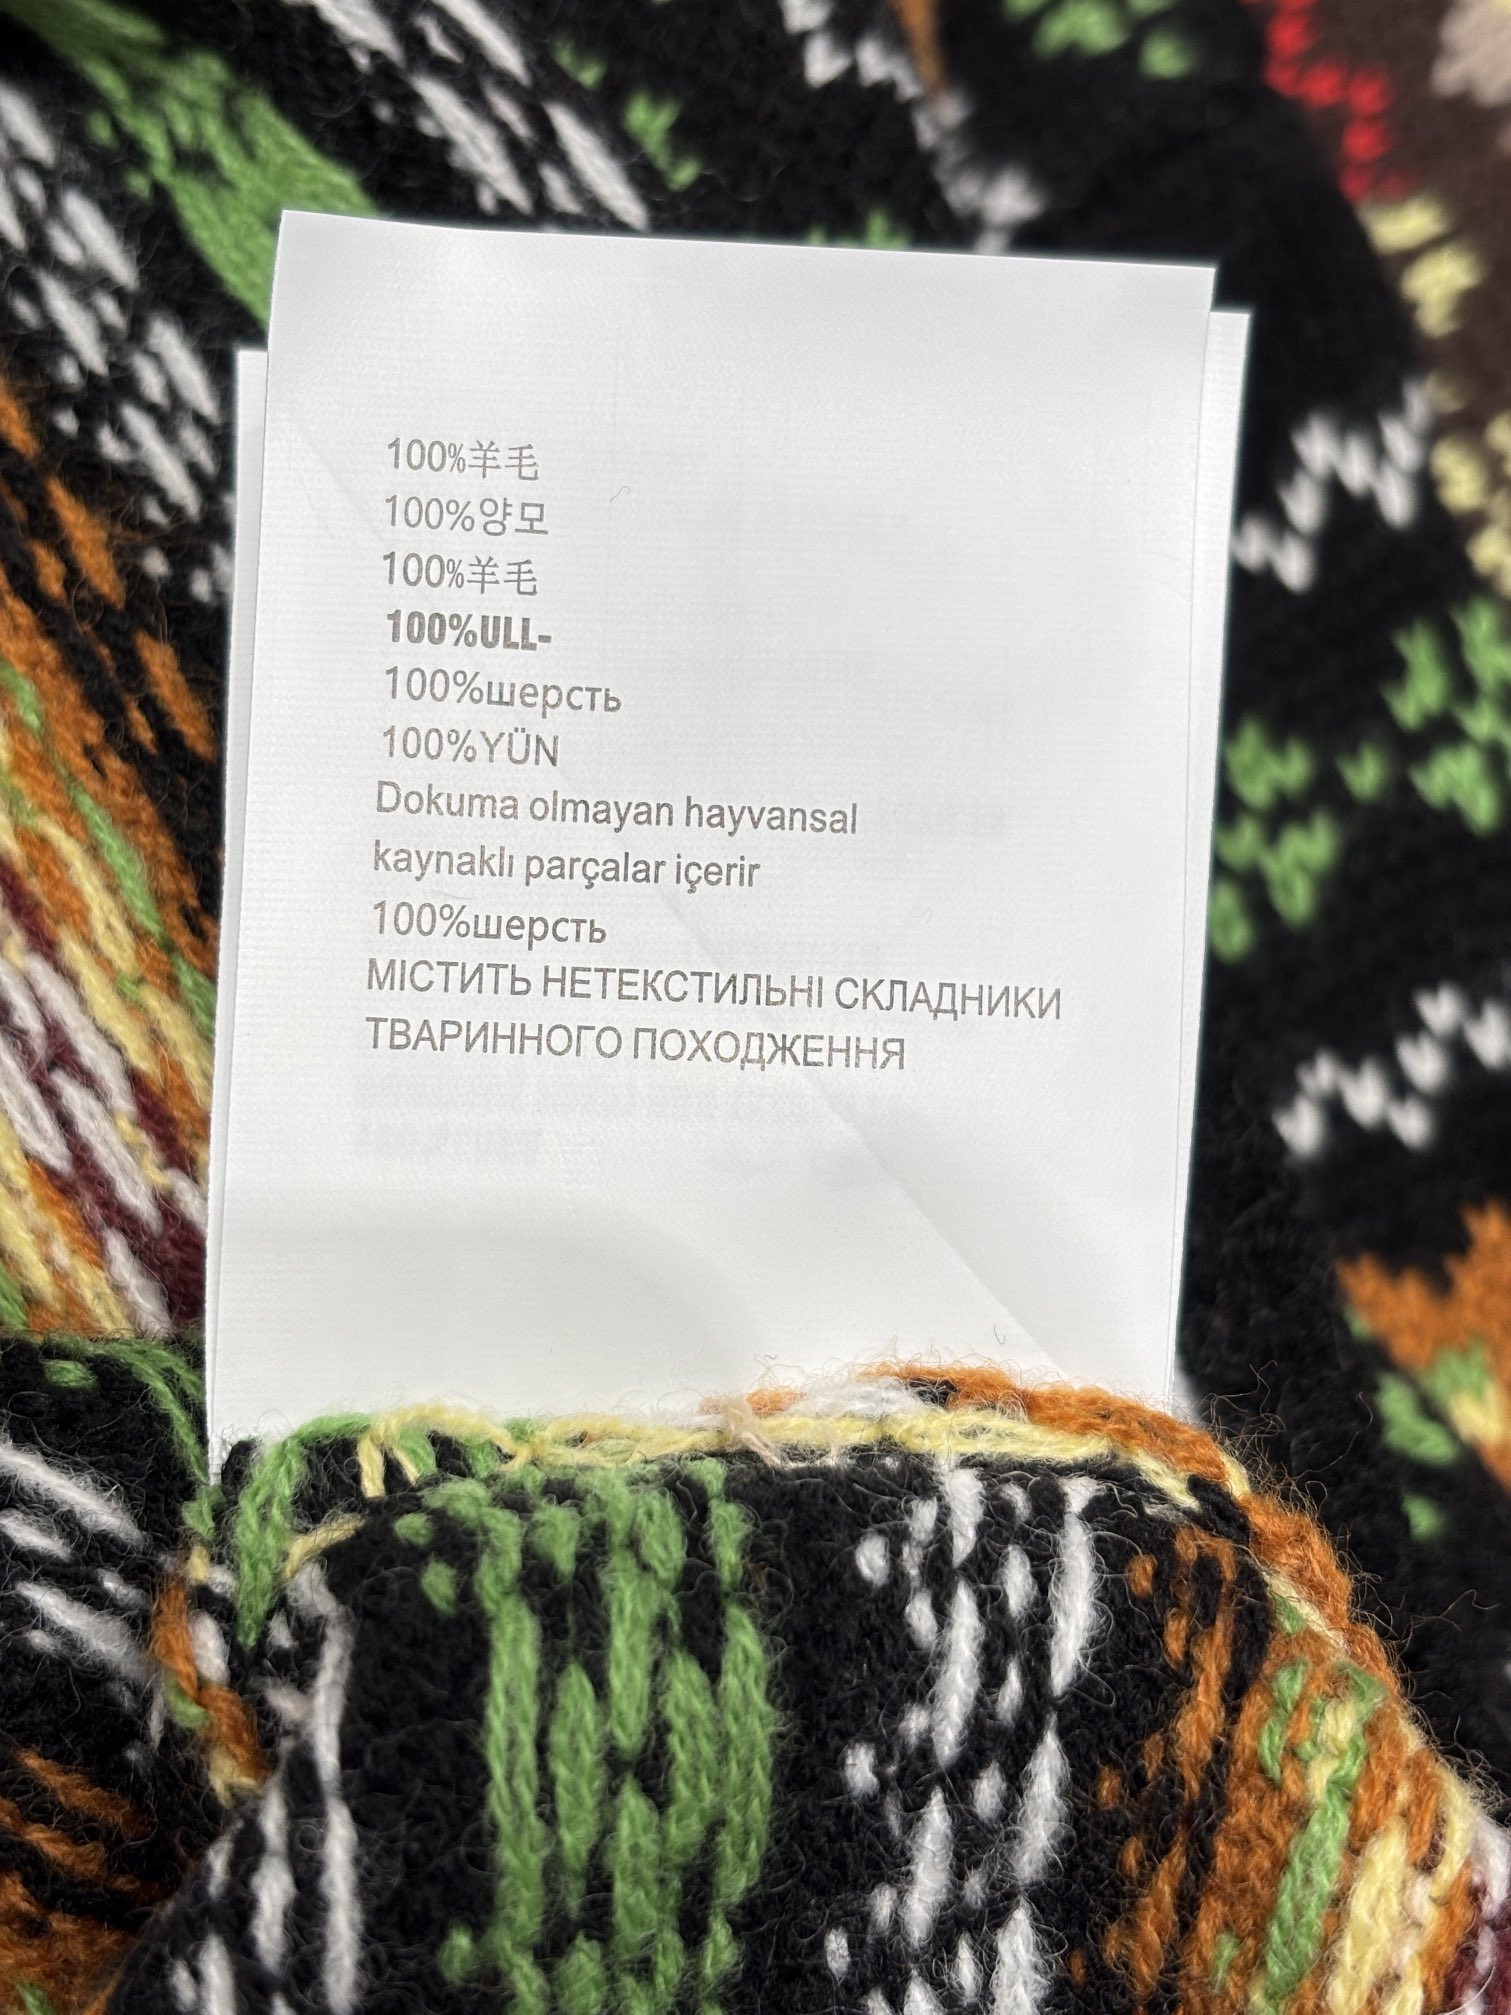 100%羊毛
100%양모
100%羊毛
100%ULL-
100%шерсть
100%YÜN
Dokuma olmayan hayvansal
kaynaklı parçalar içerir
100%шерсть
МІСТИТЬ НЕТЕКСТИЛЬНІ СКЛАДНИКИ
ТВАРИННОГО ПОХОДЖЕННЯ